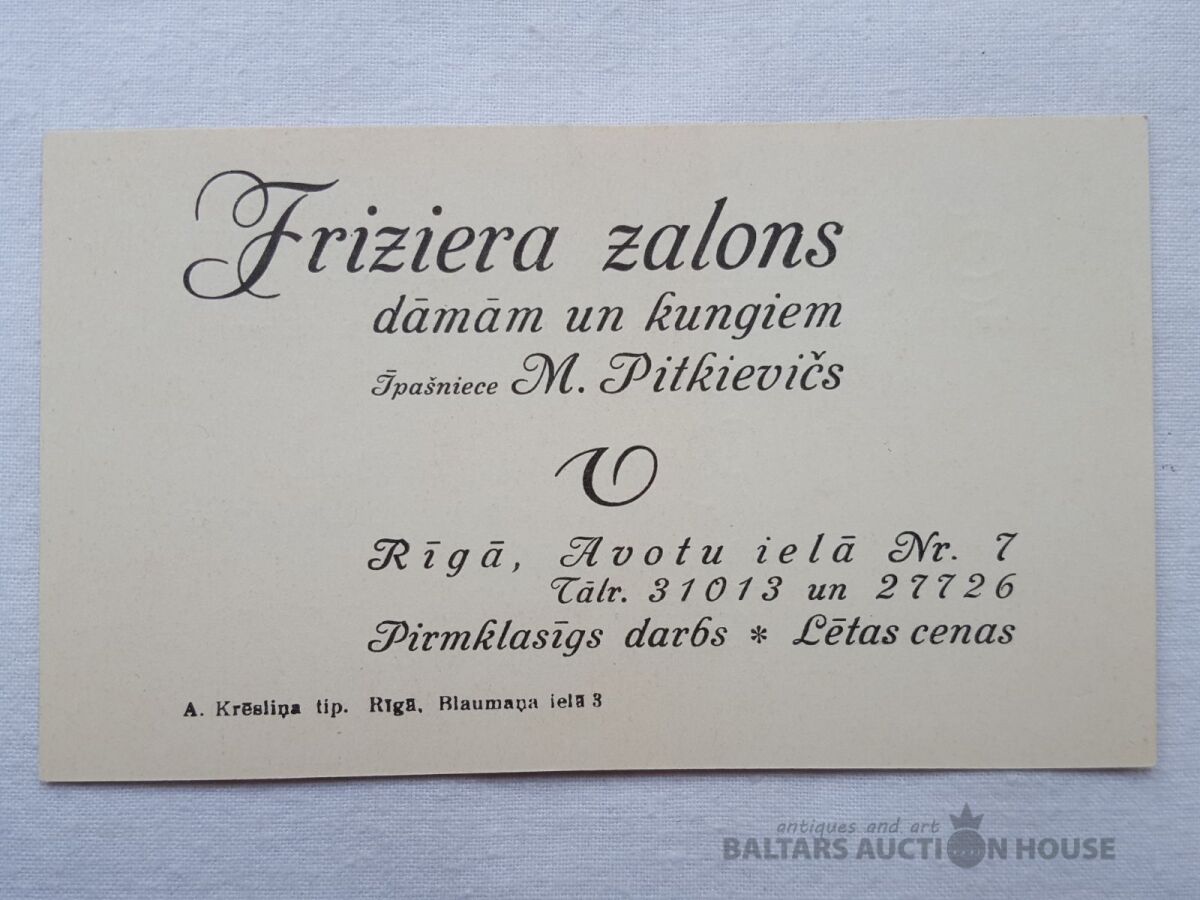 Friziera zalons
dāmām un kungiem
Īpašniece M. Pitkievičs
Rīgā, Avotu ielā Nr. 7
Tālr. 31013 un 27726
Pirmklasīgs darbs * Lētas cenas
A. Krēsliņa tip. Rīgā, Blaumaņa ielā 3
antiques and art
BALTARS AUCTION HOUSE